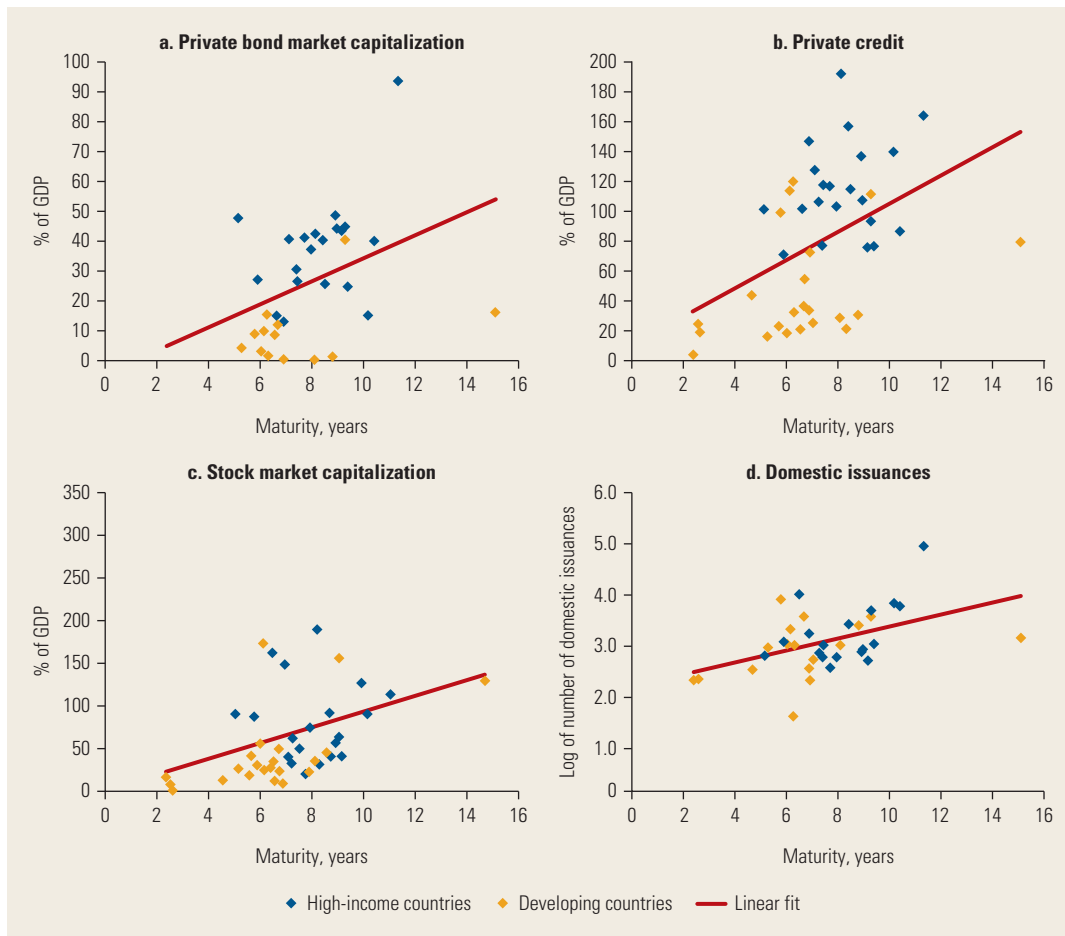 a. Private bond market capitalization
100
90
80
70
60
50
40
30
20
10
0
% of GDP
0 2 4 6 8 10 12 14 16
Maturity, years
b. Private credit
200
180
160
140
120
100
80
60
40
20
0
% of GDP
0 2 4 6 8 10 12 14 16
Maturity, years
c. Stock market capitalization
350
300
250
200
150
100
50
0
% of GDP
0 2 4 6 8 10 12 14 16
Maturity, years
d. Domestic issuances
6.0
5.0
4.0
3.0
2.0
1.0
0
Log of number of domestic issuances
0 2 4 6 8 10 12 14 16
Maturity, years
High-income countries Developing countries Linear fit